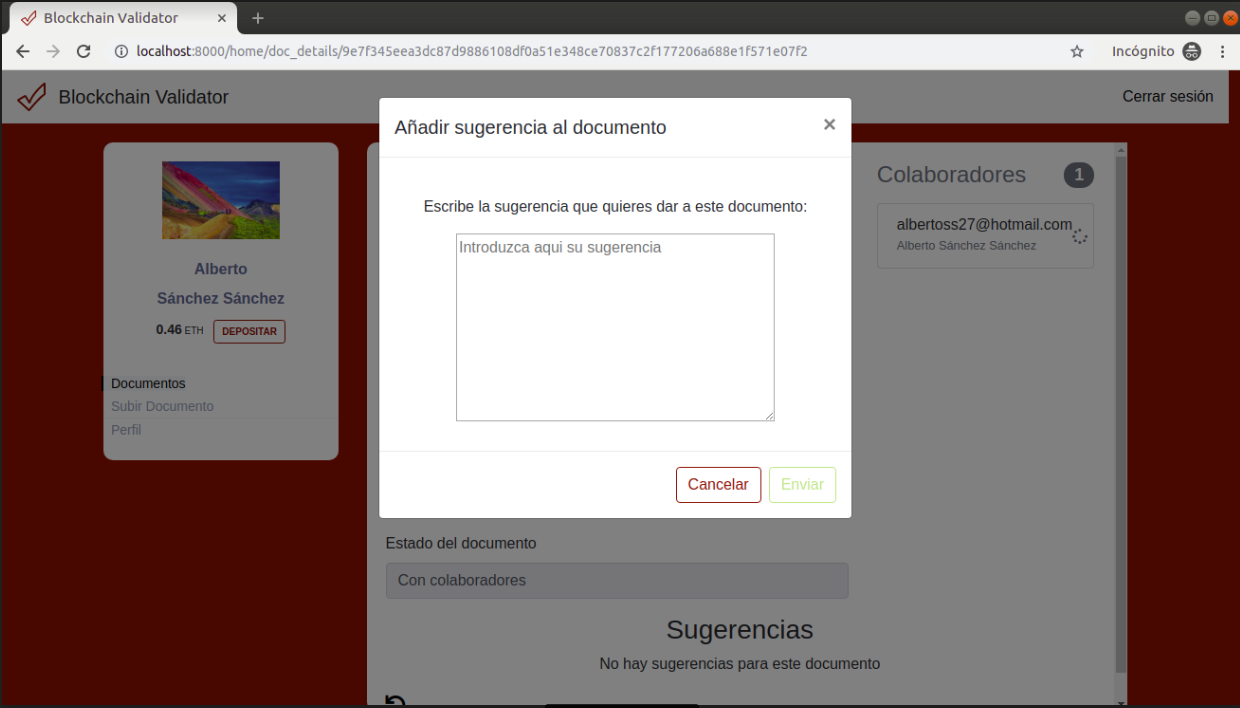 Blockchain Validator
localhost:8000/home/doc_details/9e7f345eea3dc87d9886108df0a51e348ce70837c2f177206a688e1f571e07f2
Incógnito
Blockchain Validator
Cerrar sesión
Alberto
Sánchez Sánchez
0.46 ETH DEPOSITAR
Documentos
Subir Documento
Perfil
Añadir sugerencia al documento
×
Escribe la sugerencia que quieres dar a este documento:
Introduzca aqui su sugerencia
Cancelar Enviar
Colaboradores 1
albertoss27@hotmail.com
Alberto Sánchez Sánchez
Estado del documento
Con colaboradores
Sugerencias
No hay sugerencias para este documento